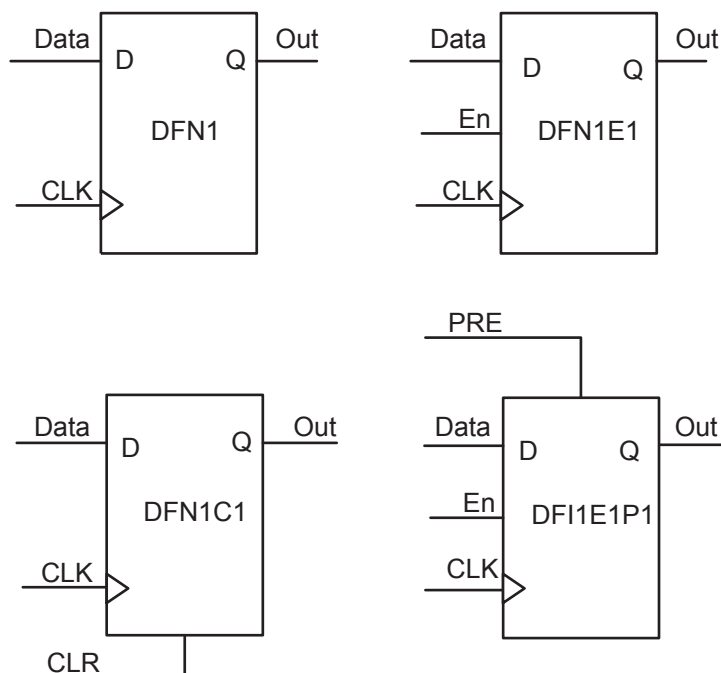 Data
D
Q
Out
DFN1
CLK
Data
D
Q
Out
En
DFN1E1
CLK
Data
D
Q
Out
DFN1C1
CLK
CLR
PRE
Data
D
Q
Out
En
DFI1E1P1
CLK